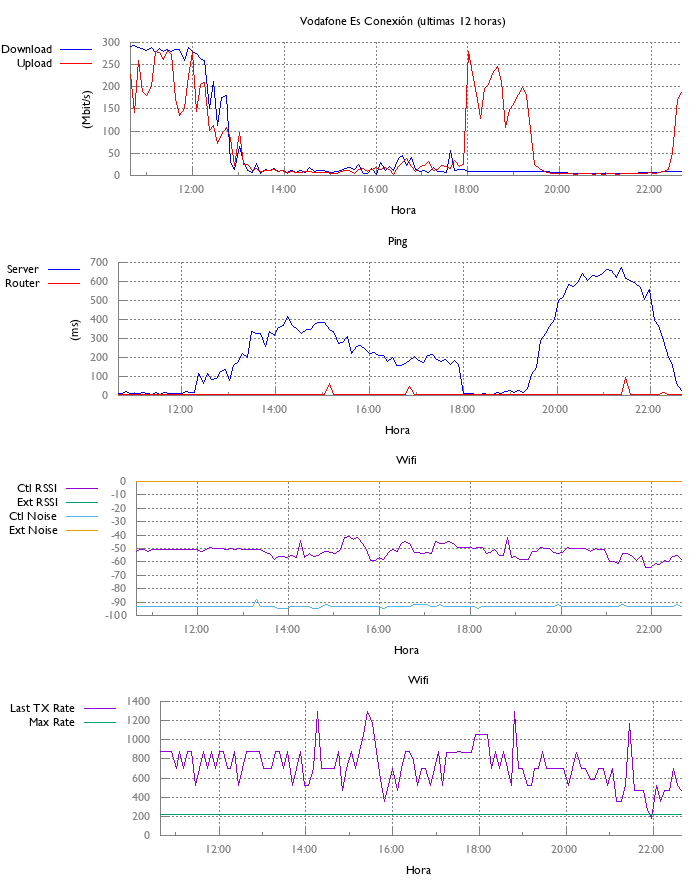 Vodafone Es Conexión (ultimas 12 horas)
Download
Upload
(Mbit/s)
300
250
200
150
100
50
0
12:00 14:00 16:00 18:00 20:00 22:00
Hora
Ping
Server
Router
(ms)
700
600
500
400
300
200
100
0
12:00 14:00 16:00 18:00 20:00 22:00
Hora
Wifi
Ctl RSSI
Ext RSSI
Ctl Noise
Ext Noise
0
-10
-20
-30
-40
-50
-60
-70
-80
-90
-100
12:00 14:00 16:00 18:00 20:00 22:00
Hora
Wifi
Last TX Rate
Max Rate
1400
1200
1000
800
600
400
200
0
12:00 14:00 16:00 18:00 20:00 22:00
Hora